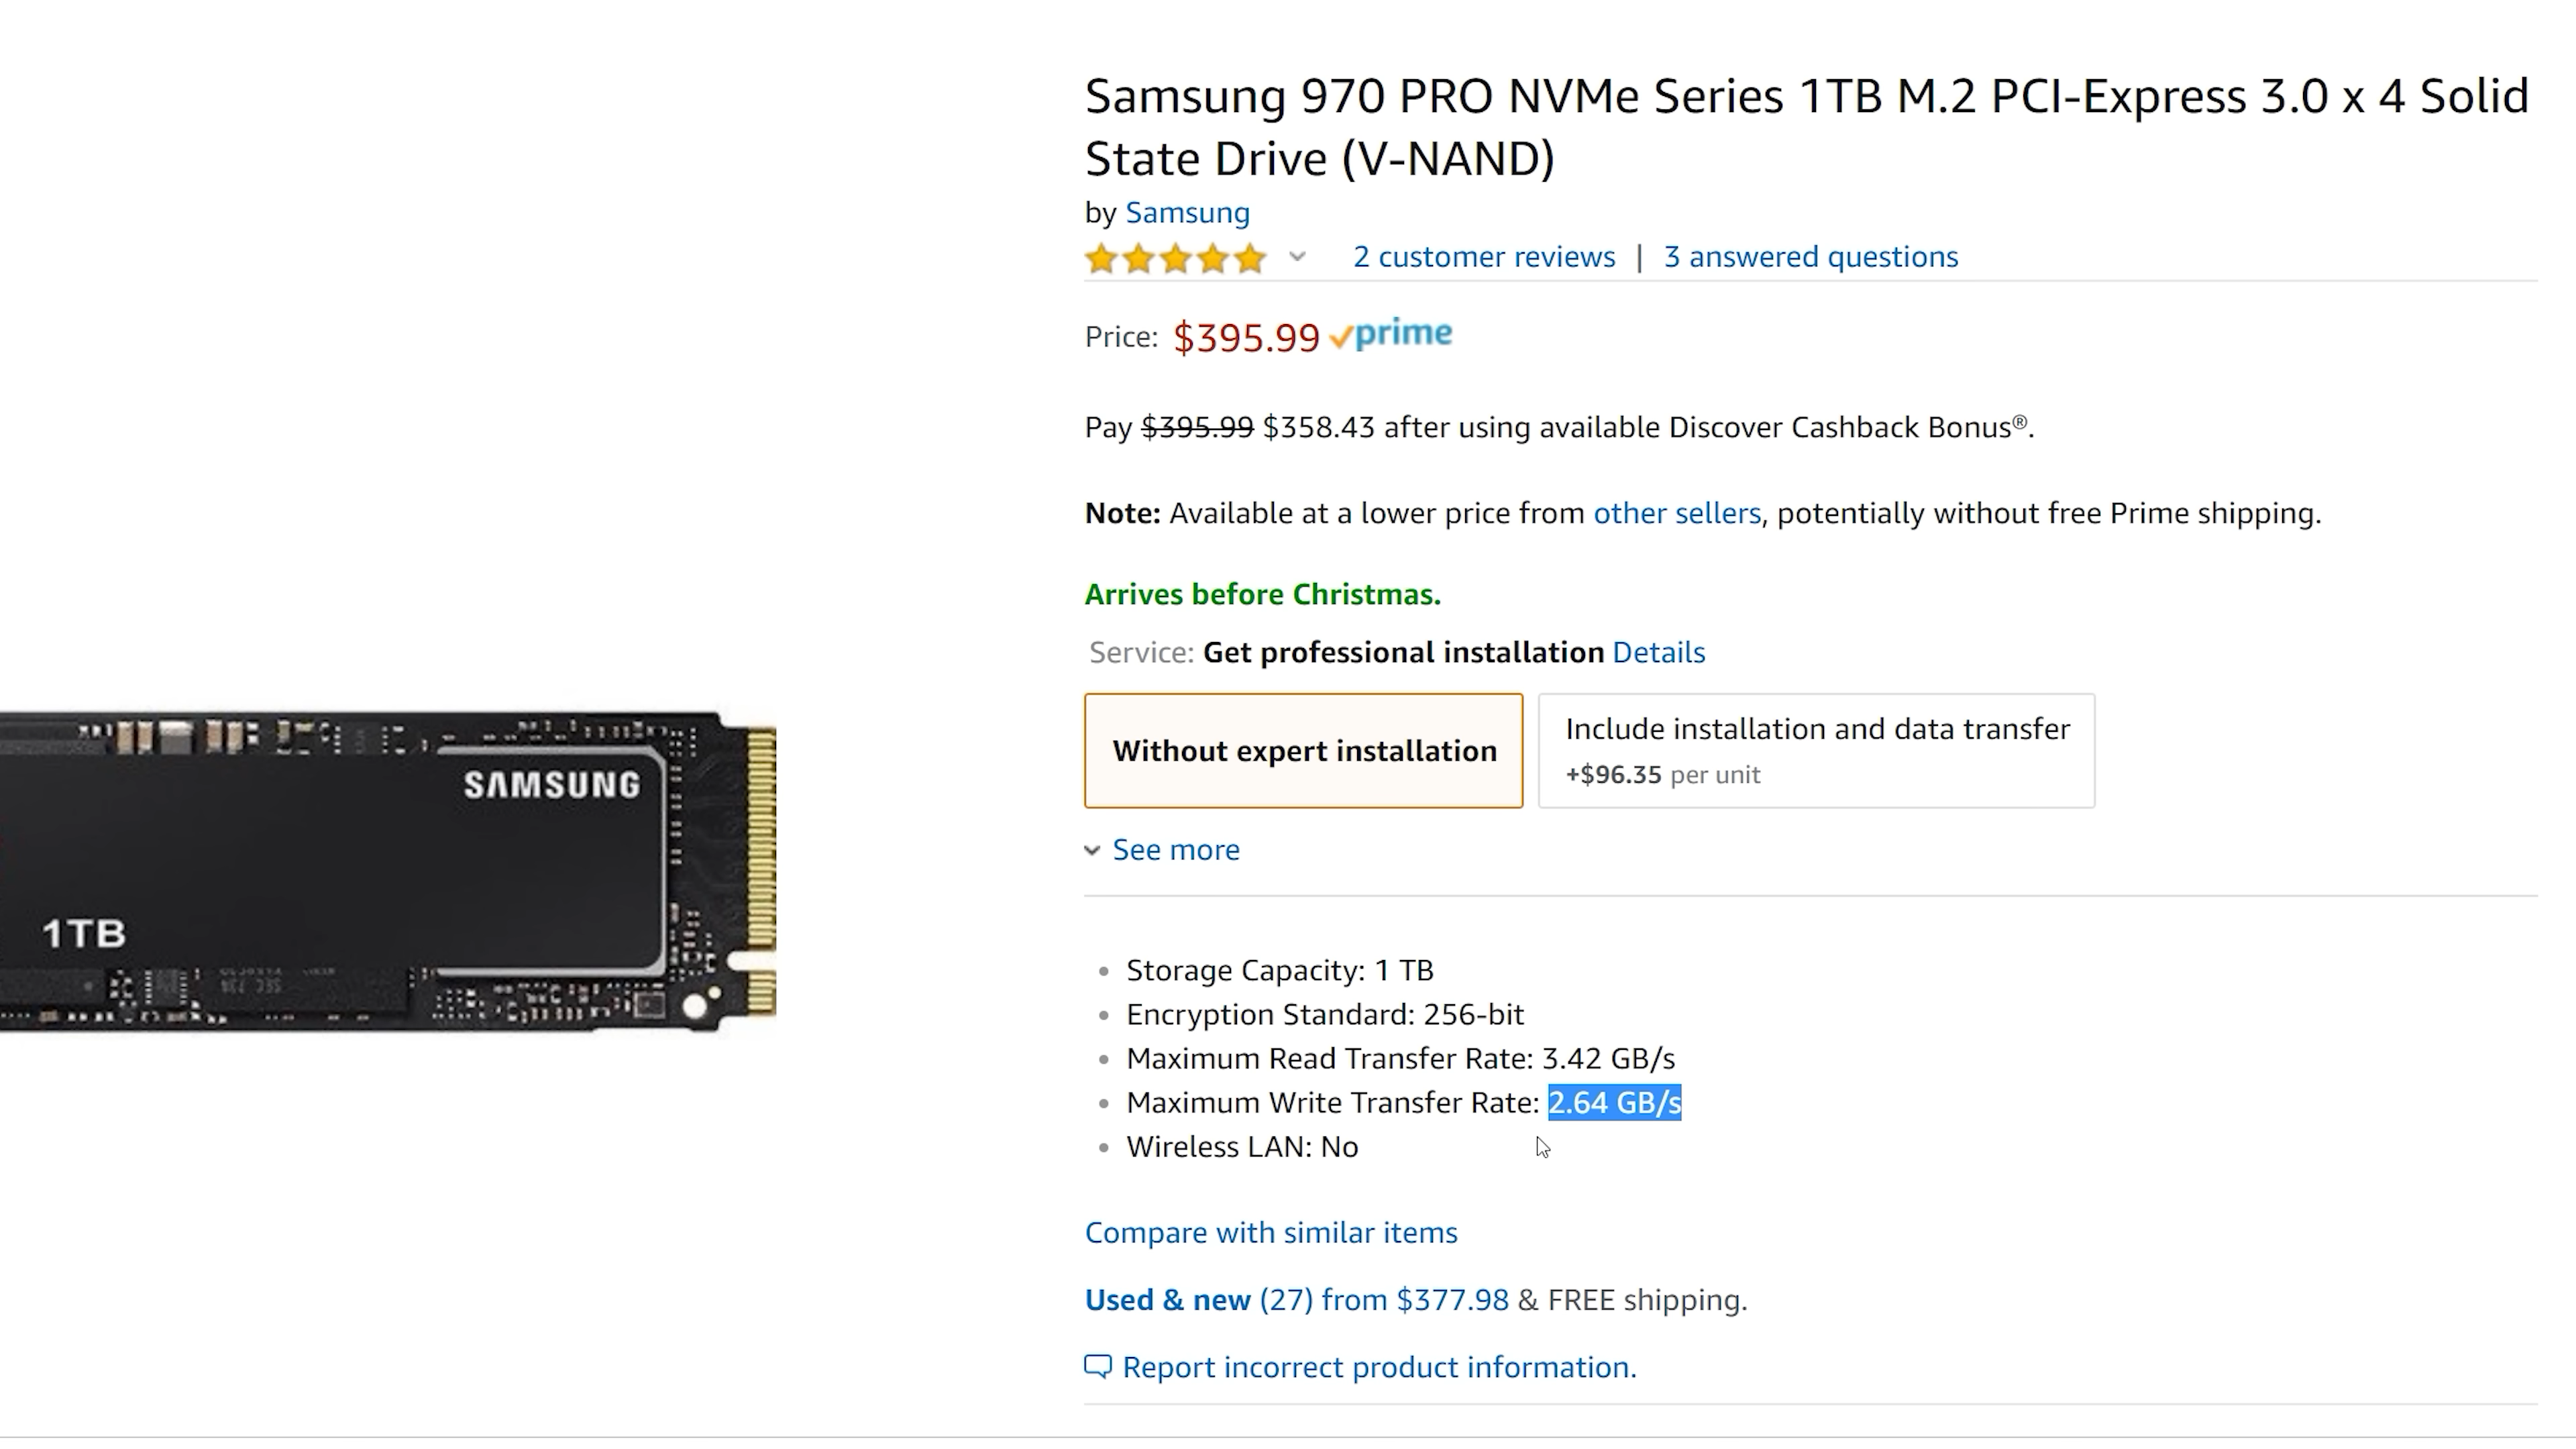 Samsung 970 PRO NVMe Series 1TB M.2 PCI-Express 3.0 x 4 Solid
State Drive (V-NAND)
by Samsung
2 customer reviews | 3 answered questions
Price: $395.99 prime
Pay $395.99 $358.43 after using available Discover Cashback Bonus®.
Note: Available at a lower price from other sellers, potentially without free Prime shipping.
Arrives before Christmas.
Service: Get professional installation Details
Without expert installation
Include installation and data transfer
+$96.35 per unit
See more
SAMSUNG
1TB
Storage Capacity: 1 TB
Encryption Standard: 256-bit
Maximum Read Transfer Rate: 3.42 GB/s
Maximum Write Transfer Rate: 2.64 GB/s
Wireless LAN: No
Compare with similar items
Used & new (27) from $377.98 & FREE shipping.
Report incorrect product information.